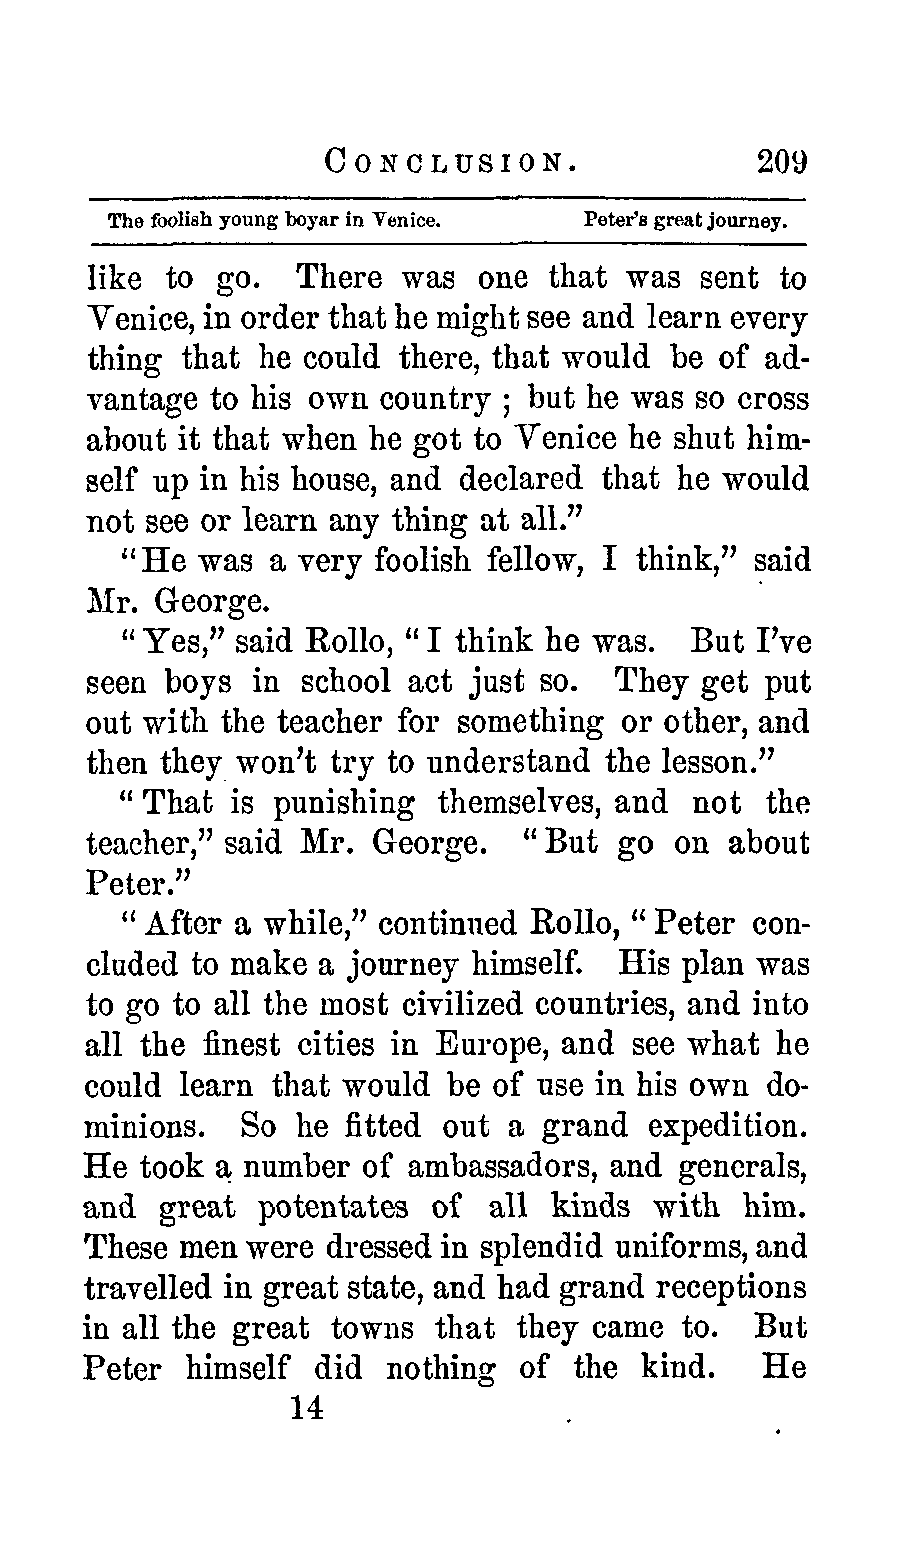 CONCLUSION. 209
The foolish young boyar in Venice. Peter's great journey.
like to go. There was one that was sent to
Venice, in order that he might see and learn every
thing that he could there, that would be of ad-
vantage to his own country ; but he was so cross
about it that when he got to Venice he shut him-
self up in his house, and declared that he would
not see or learn any thing at all."
"He was a very foolish fellow, I think," said
Mr. George.
"Yes," said Rollo, "I think he was. But I've
seen boys in school act just so. They get put
out with the teacher for something or other, and
then they won't try to understand the lesson."
"That is punishing themselves, and not the
teacher," said Mr. George. "But go on about
Peter."
"After a while," continued Rollo, "Peter con-
cluded to make a journey himself. His plan was
to go to all the most civilized countries, and into
all the finest cities in Europe, and see what he
could learn that would be of use in his own do-
minions. So he fitted out a grand expedition.
He took a number of ambassadors, and generals,
and great potentates of all kinds with him.
These men were dressed in splendid uniforms, and
travelled in great state, and had grand receptions
in all the great towns that they came to. But
Peter himself did nothing of the kind. He
14